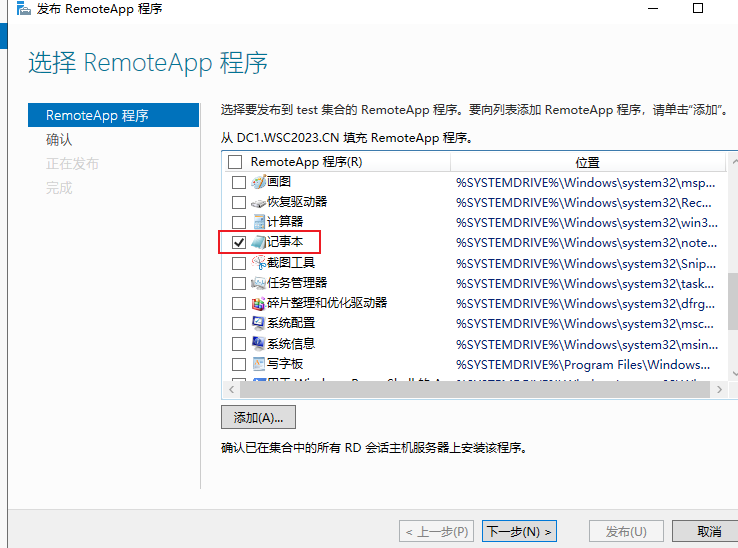 发布 RemoteApp 程序
选择 RemoteApp 程序
RemoteApp 程序
确认
正在发布
完成
选择要发布到 test 集合的 RemoteApp 程序。要向列表添加 RemoteApp 程序，请单击“添加”。
从 DC1.WSC2023.CN 填充 RemoteApp 程序。
RemoteApp 程序(R) 位置
画图 %SYSTEMDRIVE%\Windows\system32\msp...
恢复驱动器 %SYSTEMDRIVE%\Windows\system32\Rec...
计算器 %SYSTEMDRIVE%\Windows\system32\win3...
记事本 %SYSTEMDRIVE%\Windows\system32\note...
截图工具 %SYSTEMDRIVE%\Windows\system32\Snip...
任务管理器 %SYSTEMDRIVE%\Windows\system32\task...
碎片整理和优化驱动器 %SYSTEMDRIVE%\Windows\system32\dfrg...
系统配置 %SYSTEMDRIVE%\Windows\system32\msc...
系统信息 %SYSTEMDRIVE%\Windows\system32\msin...
写字板 %SYSTEMDRIVE%\Program Files\Windows...
添加(A)...
确认已在集合中的所有 RD 会话主机服务器上安装该程序。
< 上一步(P) 下一步(N) > 发布(U) 取消